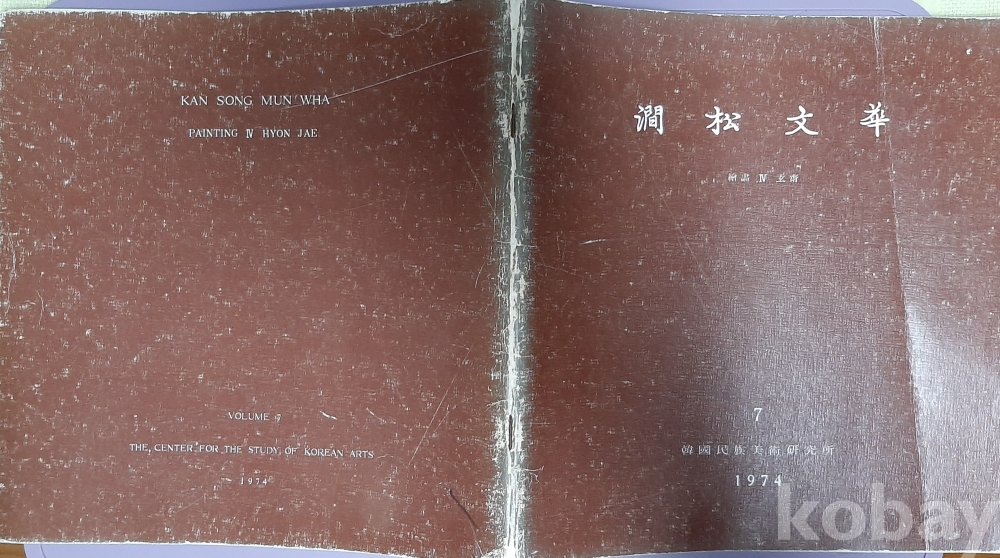 KAN SONG MUN WHA
PAINTING Ⅳ HYON JAE
VOLUME 7
THE CENTER FOR THE STUDY OF KOREAN ARTS
1974
澗松文華
繪畵 Ⅳ 玄齋
7
韓國民族美術研究所
1974
kobay